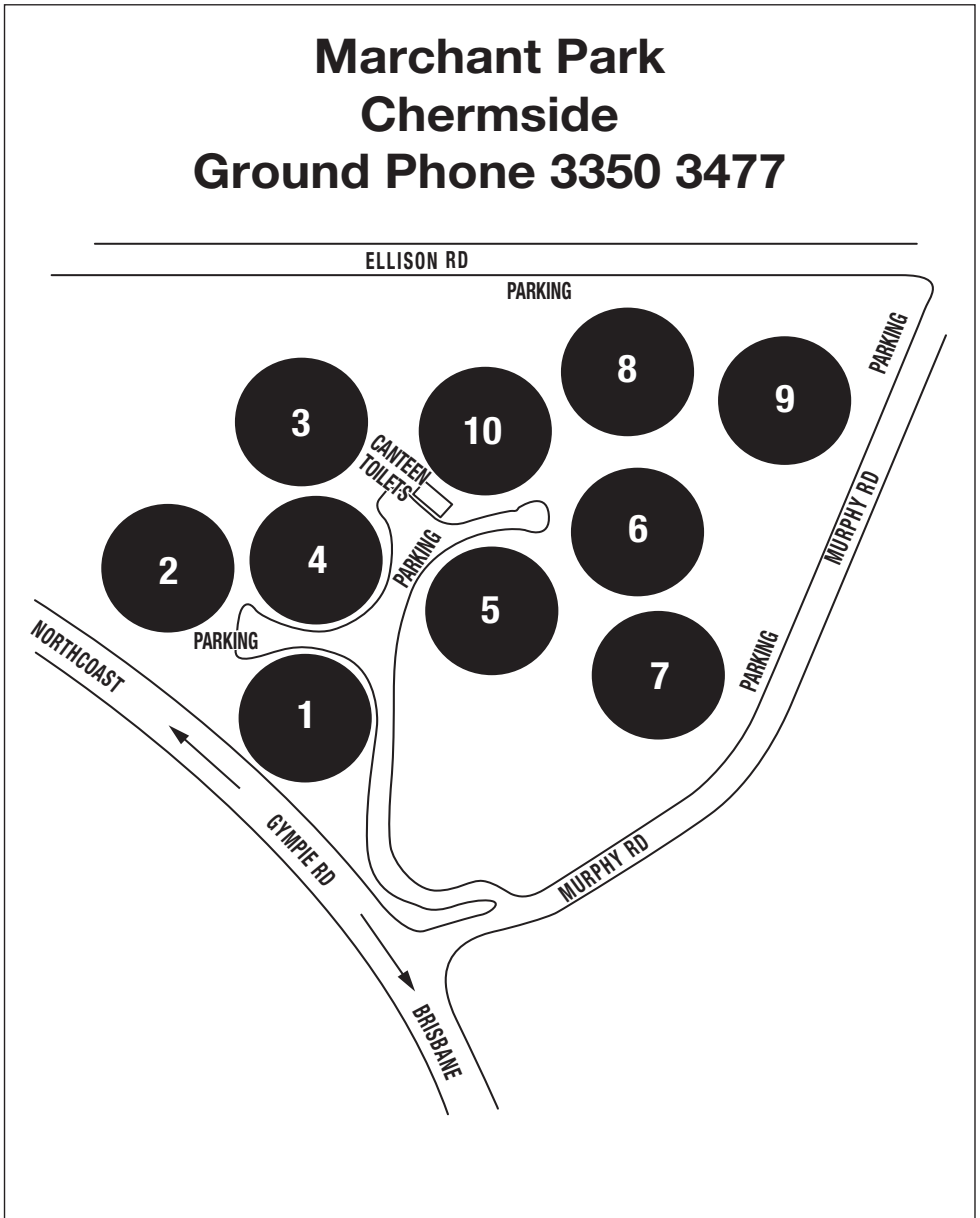 Marchant Park
Chermside
Ground Phone 3350 3477
ELLISON RD
PARKING
PARKING
8
9
3
10
CANTEEN
TOILETS
MURPHY RD
6
2
4
PARKING
5
PARKING
NORTHCOAST
PARKING
7
1
GYMPIE RD
MURPHY RD
BRISBANE